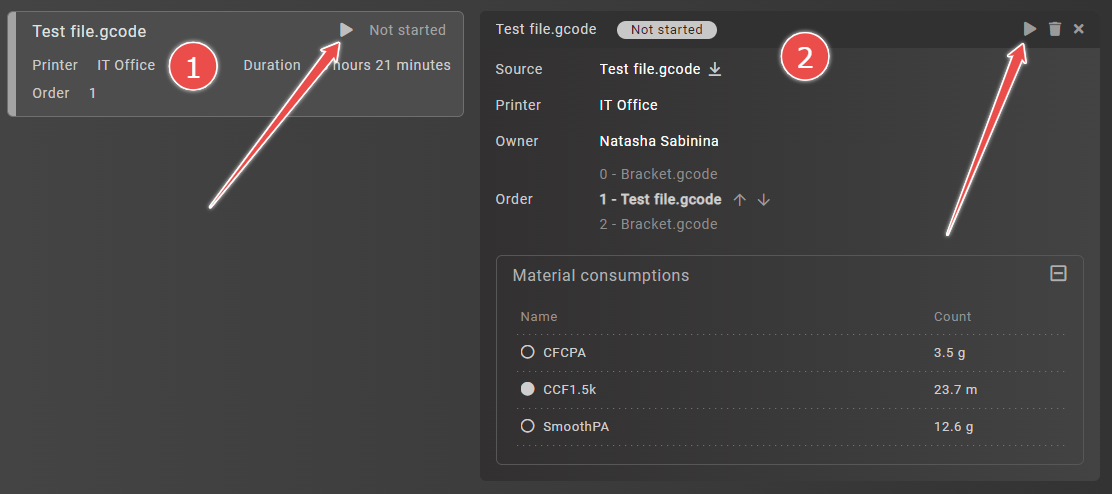 Test file.gcode Not started
Printer IT Office 1 Duration hours 21 minutes
Order 1
Test file.gcode Not started
2
Source Test file.gcode
Printer IT Office
Owner Natasha Sabinina
0 - Bracket.gcode
Order 1 - Test file.gcode
2 - Bracket.gcode
Material consumptions
Name Count
CFCPA 3.5 g
CCF1.5k 23.7 m
SmoothPA 12.6 g